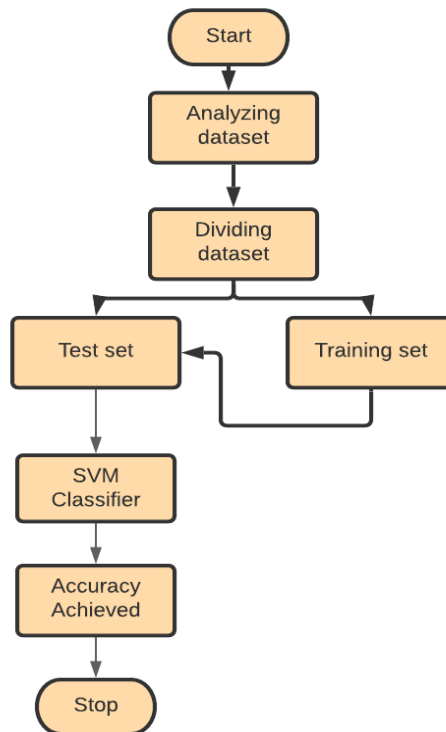 Start
Analyzing
dataset
Dividing
dataset
Test set
Training set
SVM
Classifier
Accuracy
Achieved
Stop